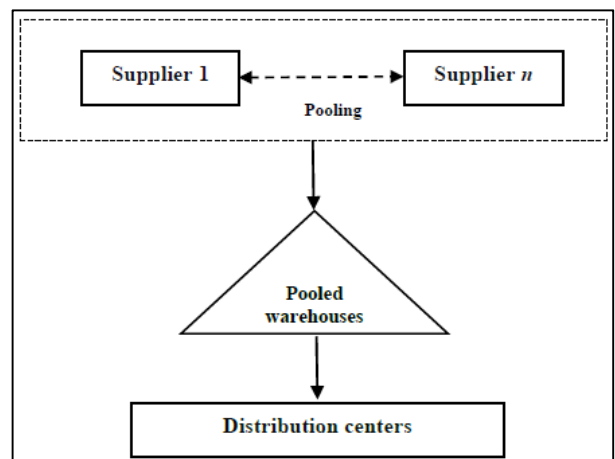 Supplier 1
Supplier n
Pooling
Pooled
warehouses
Distribution centers